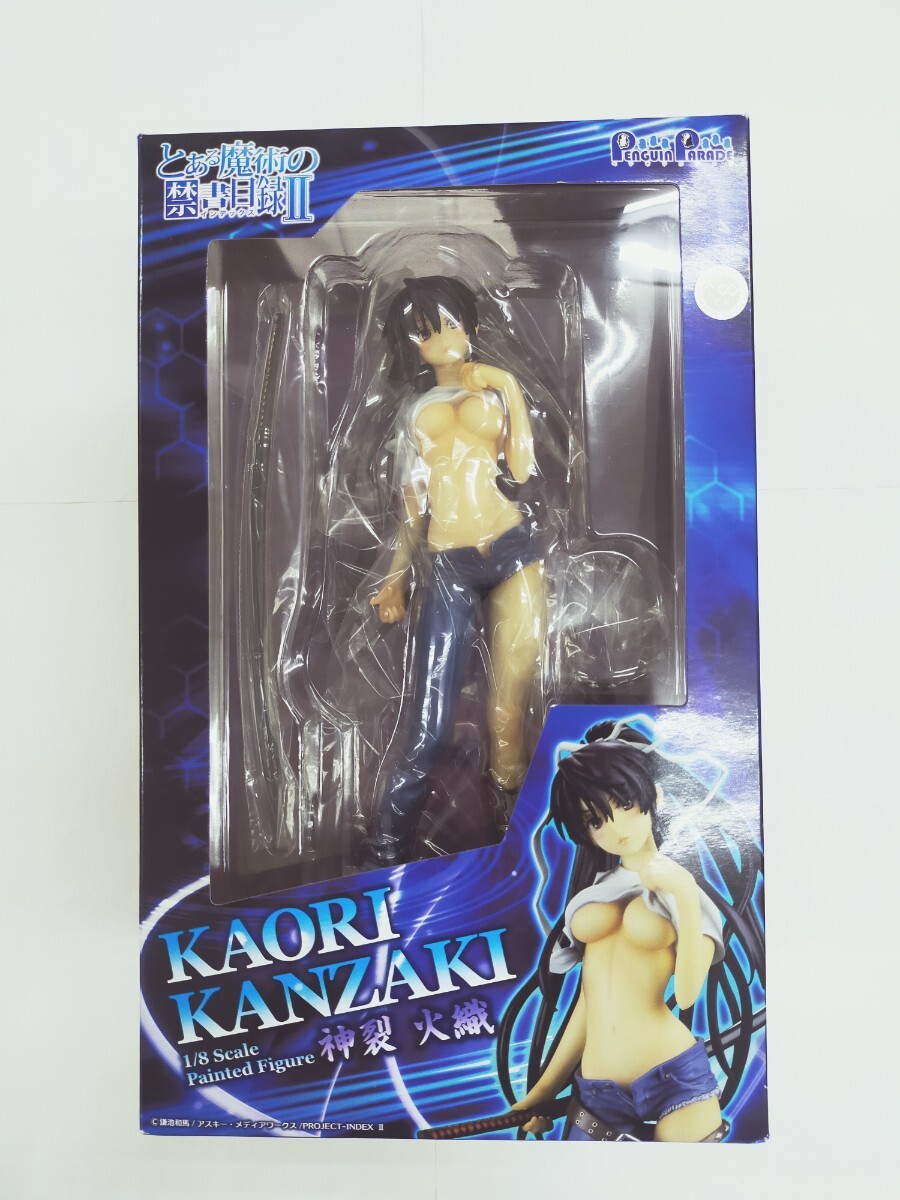 とある魔術の
禁書目録II
インデックス
PENGUIN PARADE
KAORI
KANZAKI
1/8 Scale
Painted Figure
神裂 火織
© 鎌池和馬 / アスキー・メディアワークス /PROJECT-INDEX II